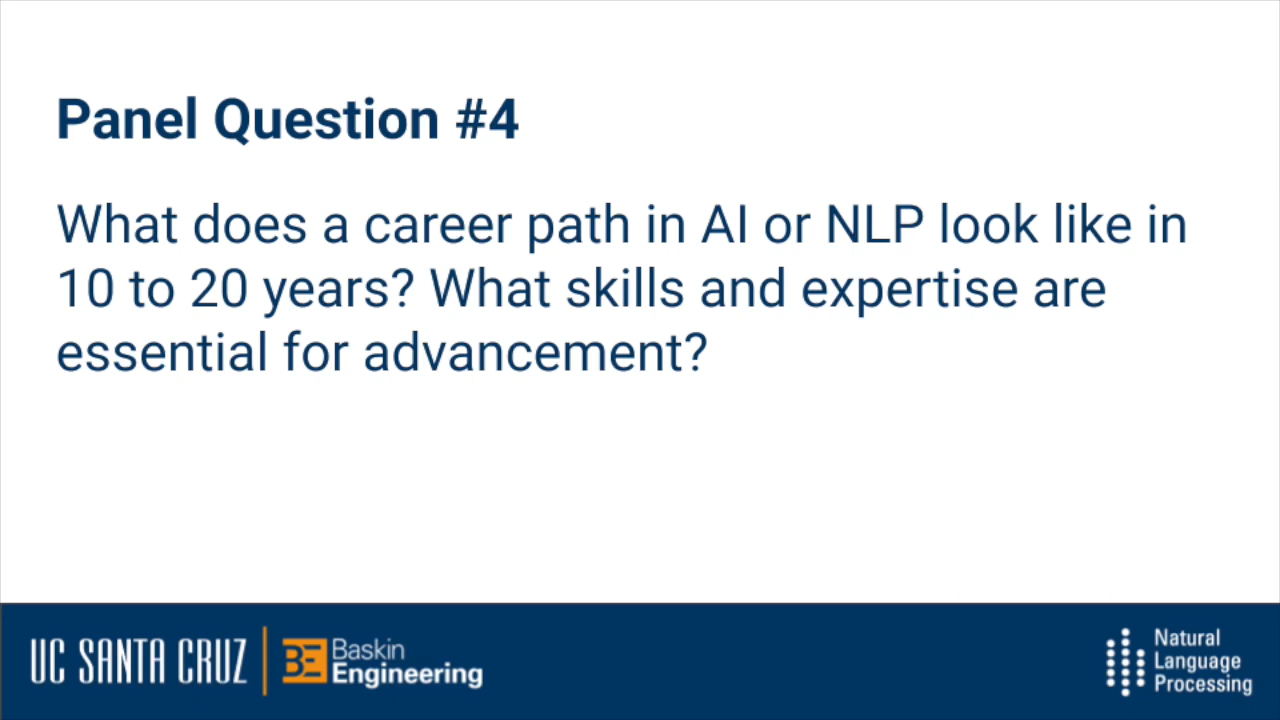 Panel Question #4
What does a career path in AI or NLP look like in
10 to 20 years? What skills and expertise are
essential for advancement?
UC SANTA CRUZ
BE
Baskin
Engineering
Natural
Language
Processing